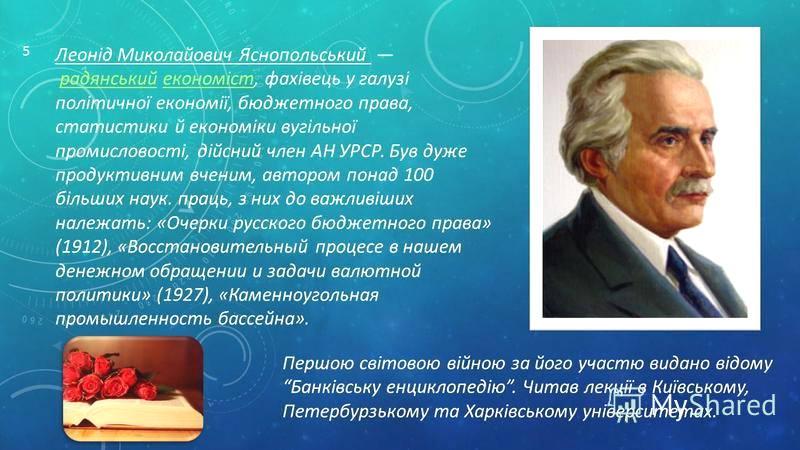 5
Леонід Миколайович Яснопольський —
радянський економіст, фахівець у галузі
політичної економії, бюджетного права,
статистики й економіки вугільної
промисловості, дійсний член АН УРСР. Був дуже
продуктивним вченим, автором понад 100
більших наук. праць, з них до важливіших
належать: «Очерки русского бюджетного права»
(1912), «Восстановительный процесе в нашем
денежном обращении и задачи валютной
политики» (1927), «Каменноугольная
промышленность бассейна».
Першою світовою війною за його участю видано відому
“Банківську енциклопедію”. Читав лекції в Київському,
Петербурзькому та Харківському університетах.
MyShared